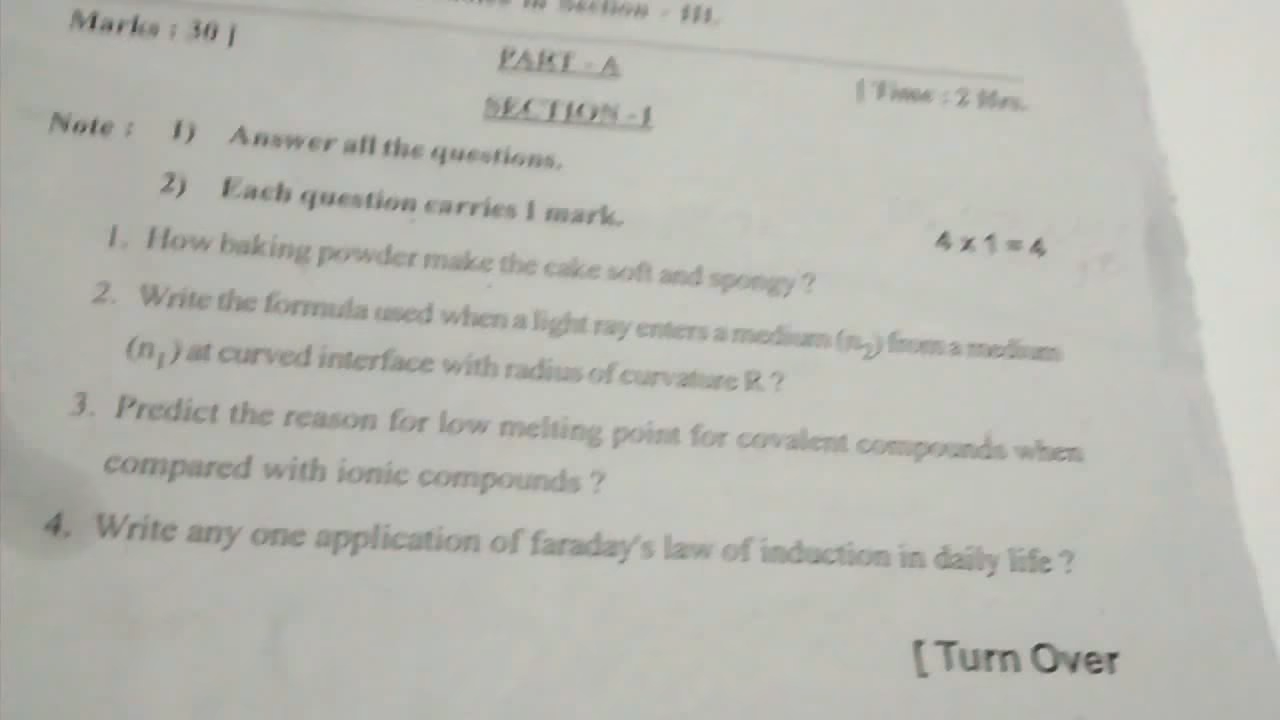 in Section - III.
Marks : 30 ]
PART - A
[ Time : 2 Hrs.
SECTION - I
Note : 1) Answer all the questions.
2) Each question carries 1 mark.
4 x 1 = 4
1. How baking powder make the cake soft and spongy ?
2. Write the formula used when a light ray enters a medium (n₂) from a medium
(n₁) at curved interface with radius of curvature R ?
3. Predict the reason for low melting point for covalent compounds when
compared with ionic compounds ?
4. Write any one application of faraday's law of induction in daily life ?
[ Turn Over